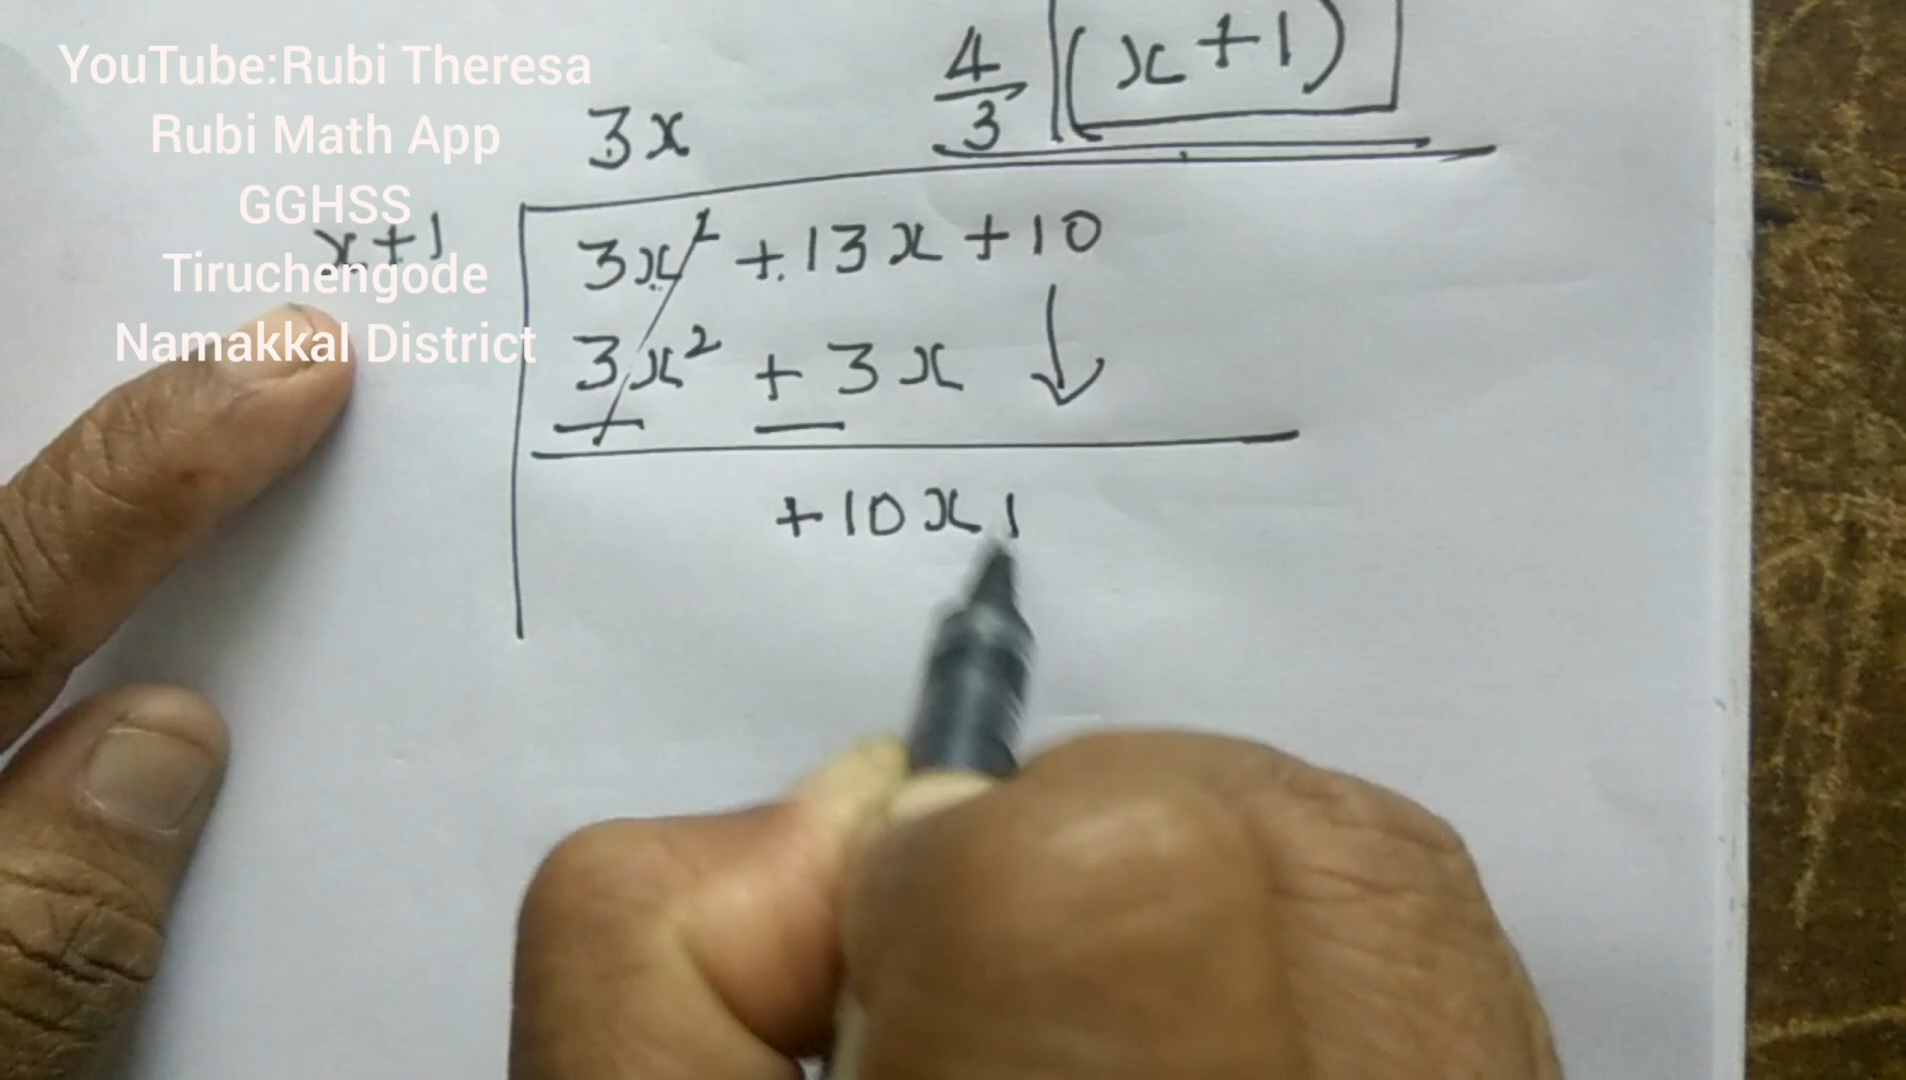 YouTube:Rubi Theresa
Rubi Math App
GGHSS
Tiruchengode
Namakkal District
4/3 | (x+1)
3x
x+1
3x² + 13x + 10
3x² + 3x
+10x 1